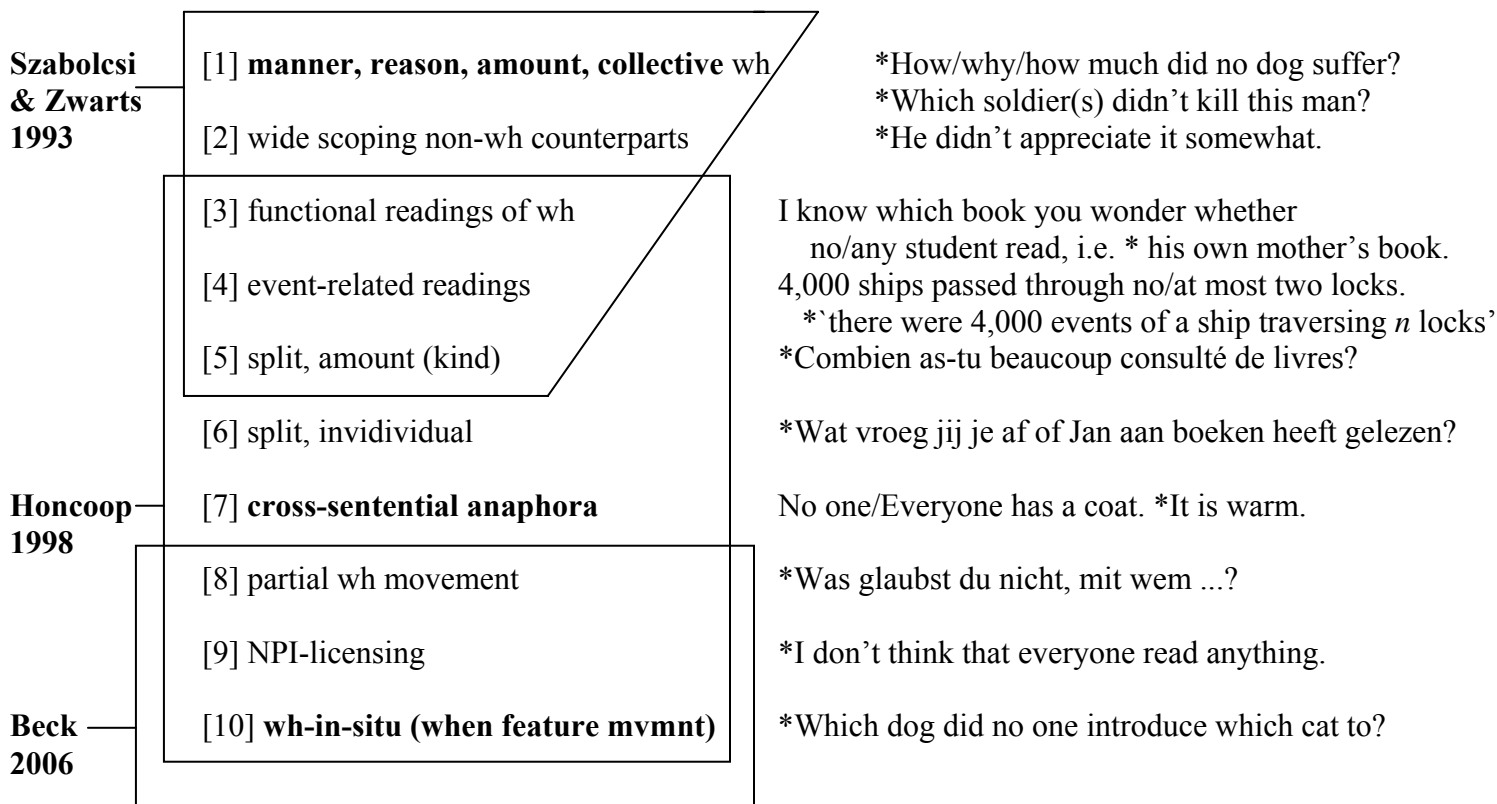 Szabolcsi [1] manner, reason, amount, collective wh *How/why/how much did no dog suffer?
& Zwarts *Which soldier(s) didn’t kill this man?
1993 [2] wide scoping non-wh counterparts *He didn’t appreciate it somewhat.
[3] functional readings of wh I know which book you wonder whether
no/any student read, i.e. * his own mother’s book.
[4] event-related readings 4,000 ships passed through no/at most two locks.
*`there were 4,000 events of a ship traversing n locks’
[5] split, amount (kind) *Combien as-tu beaucoup consulté de livres?
[6] split, invidividual *Wat vroeg jij je af of Jan aan boeken heeft gelezen?
Honcoop [7] cross-sentential anaphora No one/Everyone has a coat. *It is warm.
1998
[8] partial wh movement *Was glaubst du nicht, mit wem ...?
[9] NPI-licensing *I don’t think that everyone read anything.
Beck [10] wh-in-situ (when feature mvmnt) *Which dog did no one introduce which cat to?
2006